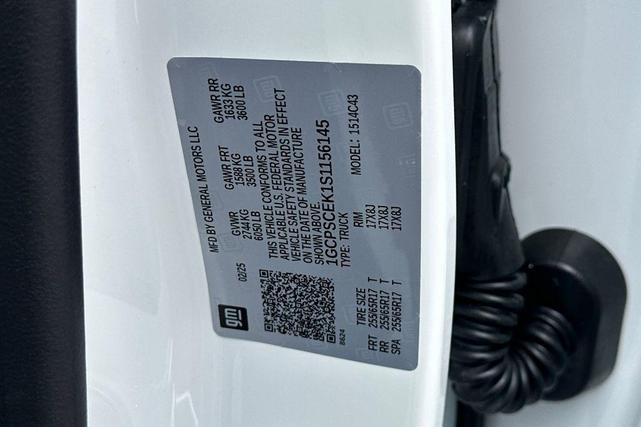 gm
MFD BY GENERAL MOTORS LLC
02/25
GVWR
2744 KG
6050 LB
GAWR FRT
1588 KG
3500 LB
GAWR RR
1633 KG
3600 LB
THIS VEHICLE CONFORMS TO ALL
APPLICABLE U.S. FEDERAL MOTOR
VEHICLE SAFETY STANDARDS IN EFFECT
ON THE DATE OF MANUFACTURE
SHOWN ABOVE.
1GCPSCEK1S1156145
TYPE: TRUCK MODEL: 1514C43
8624
TIRE SIZE RIM
FRT 255/65R17 T 17X8J
RR 255/65R17 T 17X8J
SPA 255/65R17 T 17X8J